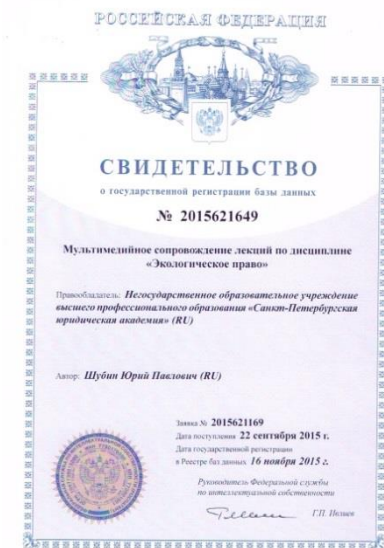 РОССИЙСКАЯ ФЕДЕРАЦИЯ
СВИДЕТЕЛЬСТВО
о государственной регистрации базы данных
№ 2015621649
Мультимедийное сопровождение лекций по дисциплине
«Экологическое право»
Правообладатель: Негосударственное образовательное учреждение
высшего профессионального образования «Санкт-Петербургская
юридическая академия» (RU)
Автор: Шубин Юрий Павлович (RU)
Заявка № 2015621169
Дата поступления 22 сентября 2015 г.
Дата государственной регистрации
в Реестре баз данных 16 ноября 2015 г.
Руководитель Федеральной службы
по интеллектуальной собственности
Г.П. Ивлиев